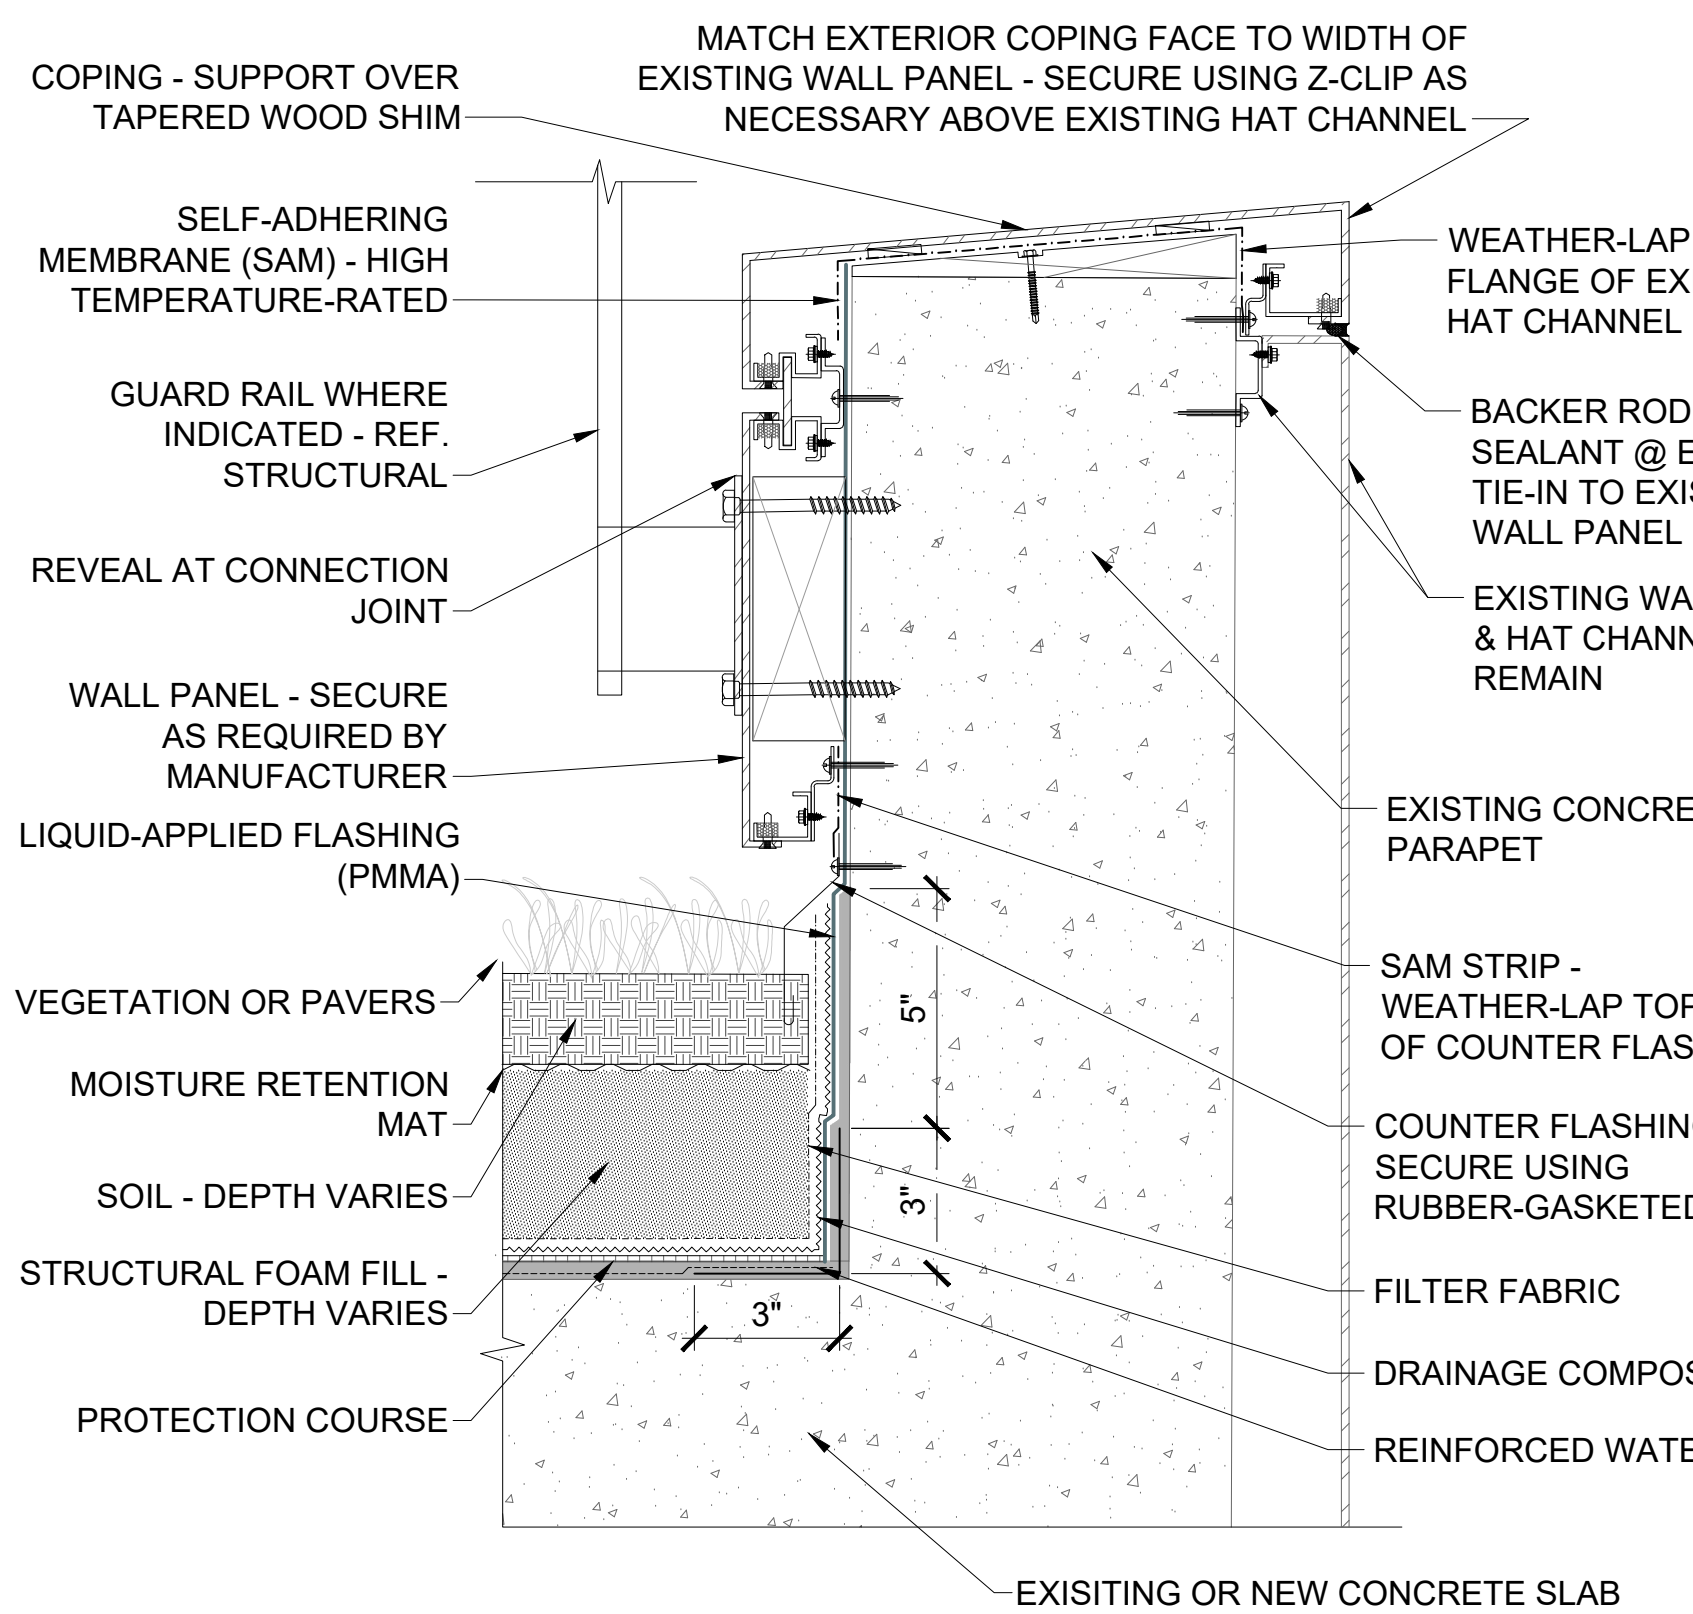 COPING - SUPPORT OVER
TAPERED WOOD SHIM
MATCH EXTERIOR COPING FACE TO WIDTH OF
EXISTING WALL PANEL - SECURE USING Z-CLIP AS
NECESSARY ABOVE EXISTING HAT CHANNEL
SELF-ADHERING
MEMBRANE (SAM) - HIGH
TEMPERATURE-RATED
GUARD RAIL WHERE
INDICATED - REF.
STRUCTURAL
REVEAL AT CONNECTION
JOINT
WALL PANEL - SECURE
AS REQUIRED BY
MANUFACTURER
LIQUID-APPLIED FLASHING
(PMMA)
VEGETATION OR PAVERS
MOISTURE RETENTION
MAT
SOIL - DEPTH VARIES
STRUCTURAL FOAM FILL -
DEPTH VARIES
PROTECTION COURSE
5"
3"
3"
WEATHER-LAP
FLANGE OF EX
HAT CHANNEL
BACKER ROD
SEALANT @ E
TIE-IN TO EXIS
WALL PANEL
EXISTING WA
& HAT CHANN
REMAIN
EXISTING CONCRE
PARAPET
SAM STRIP -
WEATHER-LAP TOP
OF COUNTER FLAS
COUNTER FLASHING
SECURE USING
RUBBER-GASKETED
FILTER FABRIC
DRAINAGE COMPOS
REINFORCED WATE
EXISITING OR NEW CONCRETE SLAB